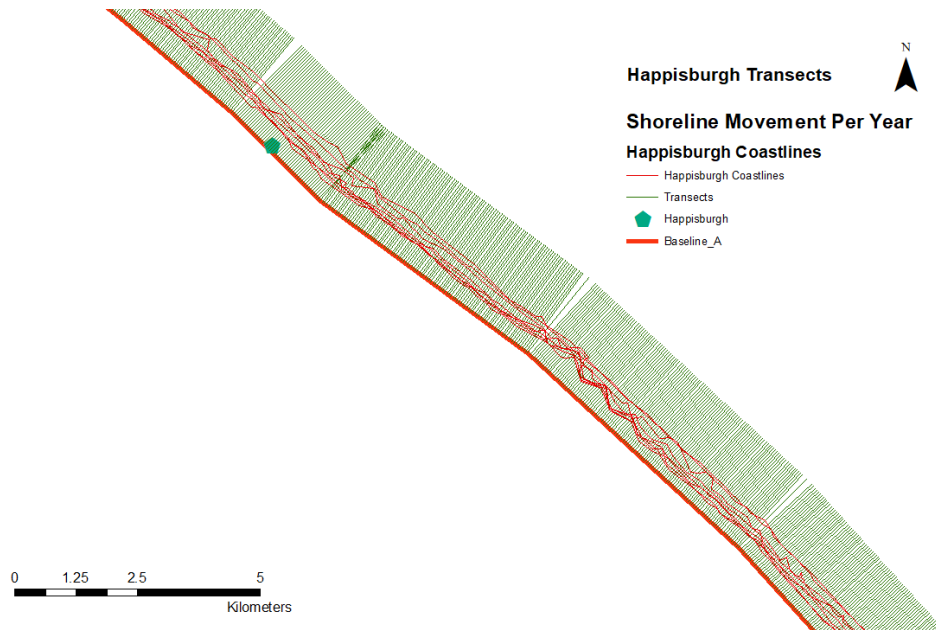 N
Happisburgh Transects
Shoreline Movement Per Year
Happisburgh Coastlines
Happisburgh Coastlines
Transects
Happisburgh
Baseline_A
0 1.25 2.5 5
Kilometers